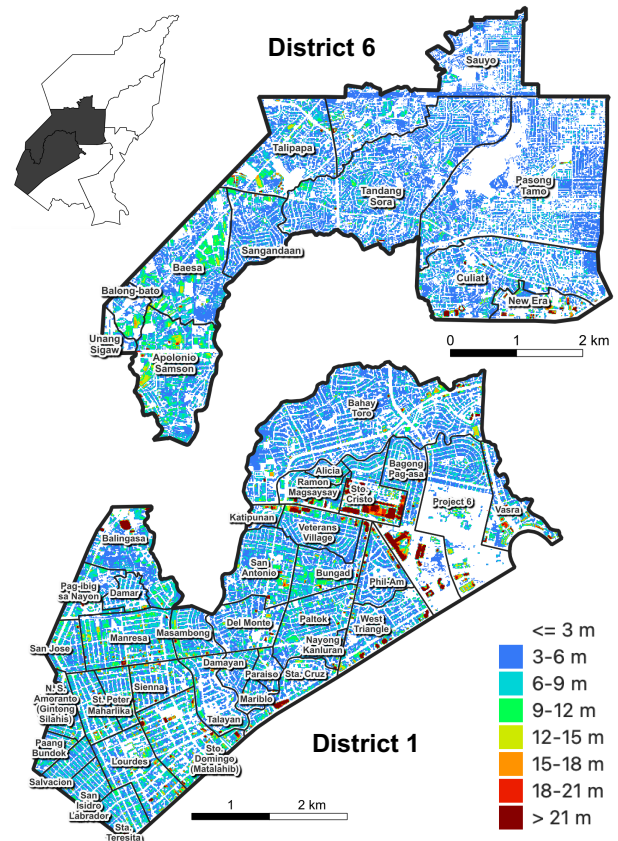 District 6
Sauyo
Talipapa
Pasong
Tamo
Tandang
Sora
Sangandaan
Baesa
Culiat
Balong-bato
New Era
Unang
Sigaw
Apolonio
Samson
0 1 2 km
Bahay
Toro
Alicia
Bagong
Pag-asa
Ramon
Magsaysay
Sto.
Cristo
Project 6
Vasra
Katipunan
Veterans
Village
Balingasa
San
Antonio
Bungad
Phil-Am
Pag-ibig
sa Nayon
Damar
Del Monte
Paltok
West
Triangle
Masambong
Manresa
San Jose
Nayong
Kanluran
Damayan
Paraiso
Sta. Cruz
Sienna
N. S.
Amoranto
(Gintong
Silahis)
St. Peter
Maharlika
Mariblo
Talayan
Paang
Bundok
Lourdes
Sto.
Domingo
(Matalahib)
District 1
Salvacion
San
Isidro
Labrador
Sta.
Teresita
1 2 km
<= 3 m
3-6 m
6-9 m
9-12 m
12-15 m
15-18 m
18-21 m
> 21 m